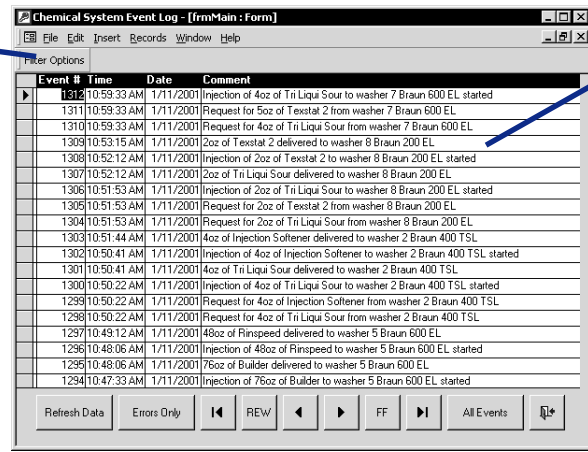 Chemical System Event Log - [frmMain : Form]
File Edit Insert Records Window Help
Filter Options
Event # Time Date Comment
1312 10:59:33 AM 1/11/2001 Injection of 4oz of Tri Liqui Sour to washer 7 Braun 600 EL started
1311 10:59:33 AM 1/11/2001 Request for 5oz of Texstat 2 from washer 7 Braun 600 EL
1310 10:59:33 AM 1/11/2001 Request for 4oz of Tri Liqui Sour from washer 7 Braun 600 EL
1309 10:53:15 AM 1/11/2001 2oz of Texstat 2 delivered to washer 8 Braun 200 EL
1308 10:52:12 AM 1/11/2001 Injection of 2oz of Texstat 2 to washer 8 Braun 200 EL started
1307 10:52:12 AM 1/11/2001 2oz of Tri Liqui Sour delivered to washer 8 Braun 200 EL
1306 10:51:53 AM 1/11/2001 Injection of 2oz of Tri Liqui Sour to washer 8 Braun 200 EL started
1305 10:51:53 AM 1/11/2001 Request for 2oz of Texstat 2 from washer 8 Braun 200 EL
1304 10:51:53 AM 1/11/2001 Request for 2oz of Tri Liqui Sour from washer 8 Braun 200 EL
1303 10:51:44 AM 1/11/2001 4oz of Injection Softener delivered to washer 2 Braun 400 TSL
1302 10:50:41 AM 1/11/2001 Injection of 4oz of Injection Softener to washer 2 Braun 400 TSL started
1301 10:50:41 AM 1/11/2001 4oz of Tri Liqui Sour delivered to washer 2 Braun 400 TSL
1300 10:50:22 AM 1/11/2001 Injection of 4oz of Tri Liqui Sour to washer 2 Braun 400 TSL started
1299 10:50:22 AM 1/11/2001 Request for 4oz of Injection Softener from washer 2 Braun 400 TSL
1298 10:50:22 AM 1/11/2001 Request for 4oz of Tri Liqui Sour from washer 2 Braun 400 TSL
1297 10:49:12 AM 1/11/2001 48oz of Rinspeed delivered to washer 5 Braun 600 EL
1296 10:48:06 AM 1/11/2001 Injection of 48oz of Rinspeed to washer 5 Braun 600 EL started
1295 10:48:06 AM 1/11/2001 76oz of Builder delivered to washer 5 Braun 600 EL
1294 10:47:33 AM 1/11/2001 Injection of 76oz of Builder to washer 5 Braun 600 EL started
Refresh Data Errors Only REW FF All Events